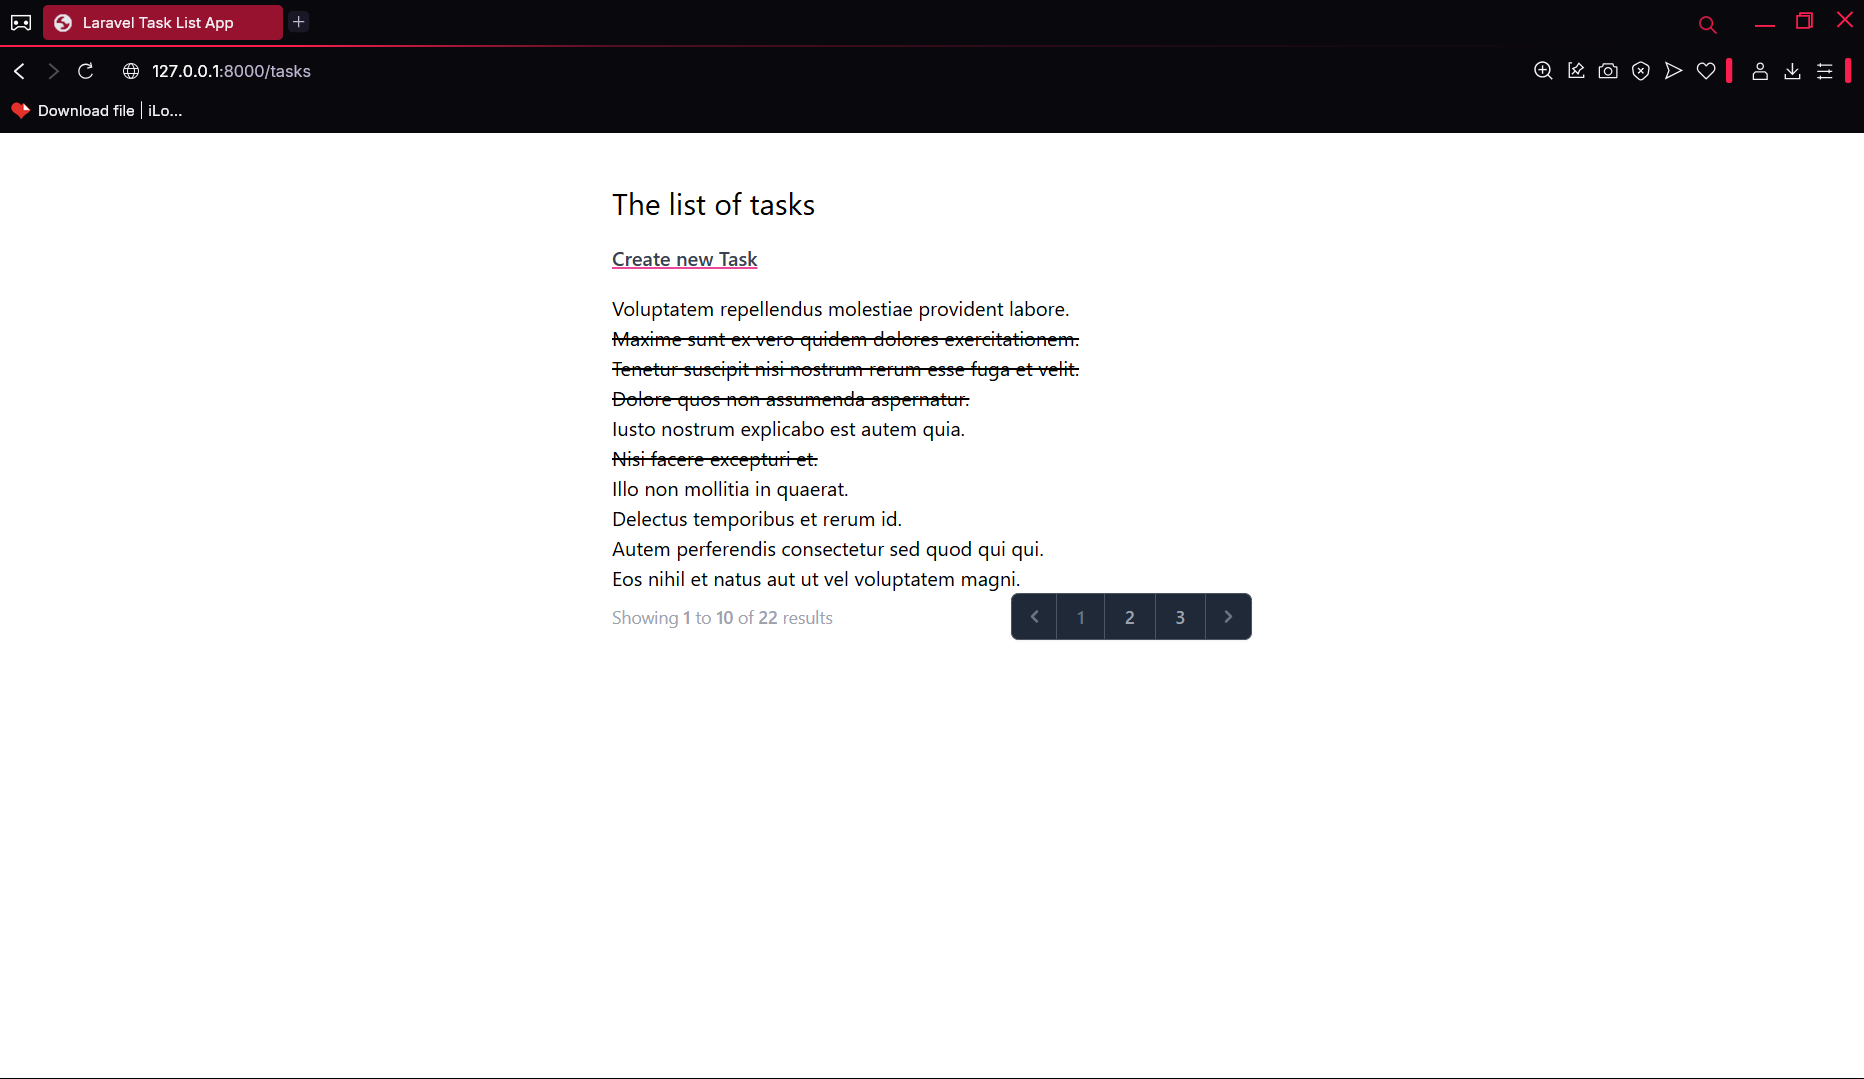 Laravel Task List App
127.0.0.1:8000/tasks
Download file | iLo...
The list of tasks
Create new Task
Voluptatem repellendus molestiae provident labore.
Maxime sunt ex vero quidem dolores exercitationem.
Tenetur suscipit nisi nostrum rerum esse fuga et velit.
Dolore quos non assumenda aspernatur.
Iusto nostrum explicabo est autem quia.
Nisi facere excepturi et.
Illo non mollitia in quaerat.
Delectus temporibus et rerum id.
Autem perferendis consectetur sed quod qui qui.
Eos nihil et natus aut ut vel voluptatem magni.
Showing 1 to 10 of 22 results
1 2 3